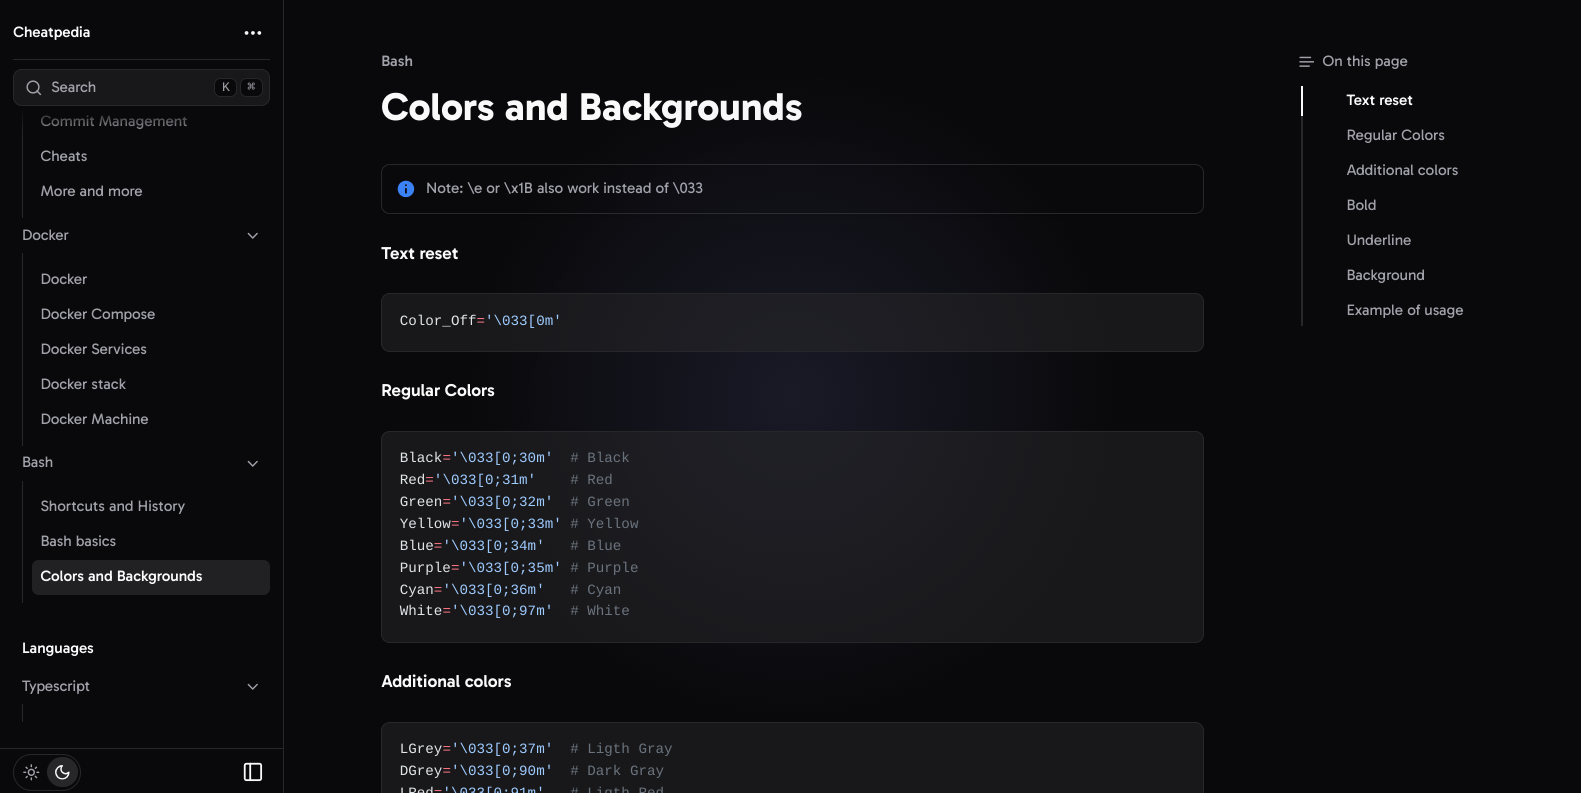 Cheatpedia
Search K ⌘
Commit Management
Cheats
More and more
Docker
Docker
Docker Compose
Docker Services
Docker stack
Docker Machine
Bash
Shortcuts and History
Bash basics
Colors and Backgrounds
Languages
Typescript
Bash
Colors and Backgrounds
Note: \e or \x1B also work instead of \033
Text reset
Color_Off='\033[0m'
Regular Colors
Black='\033[0;30m'  # Black
Red='\033[0;31m'    # Red
Green='\033[0;32m'  # Green
Yellow='\033[0;33m' # Yellow
Blue='\033[0;34m'   # Blue
Purple='\033[0;35m' # Purple
Cyan='\033[0;36m'   # Cyan
White='\033[0;97m'  # White
Additional colors
LGrey='\033[0;37m'  # Ligth Gray
DGrey='\033[0;90m'  # Dark Gray
LRed='\033[0;91m'   # Ligth Red
On this page
Text reset
Regular Colors
Additional colors
Bold
Underline
Background
Example of usage